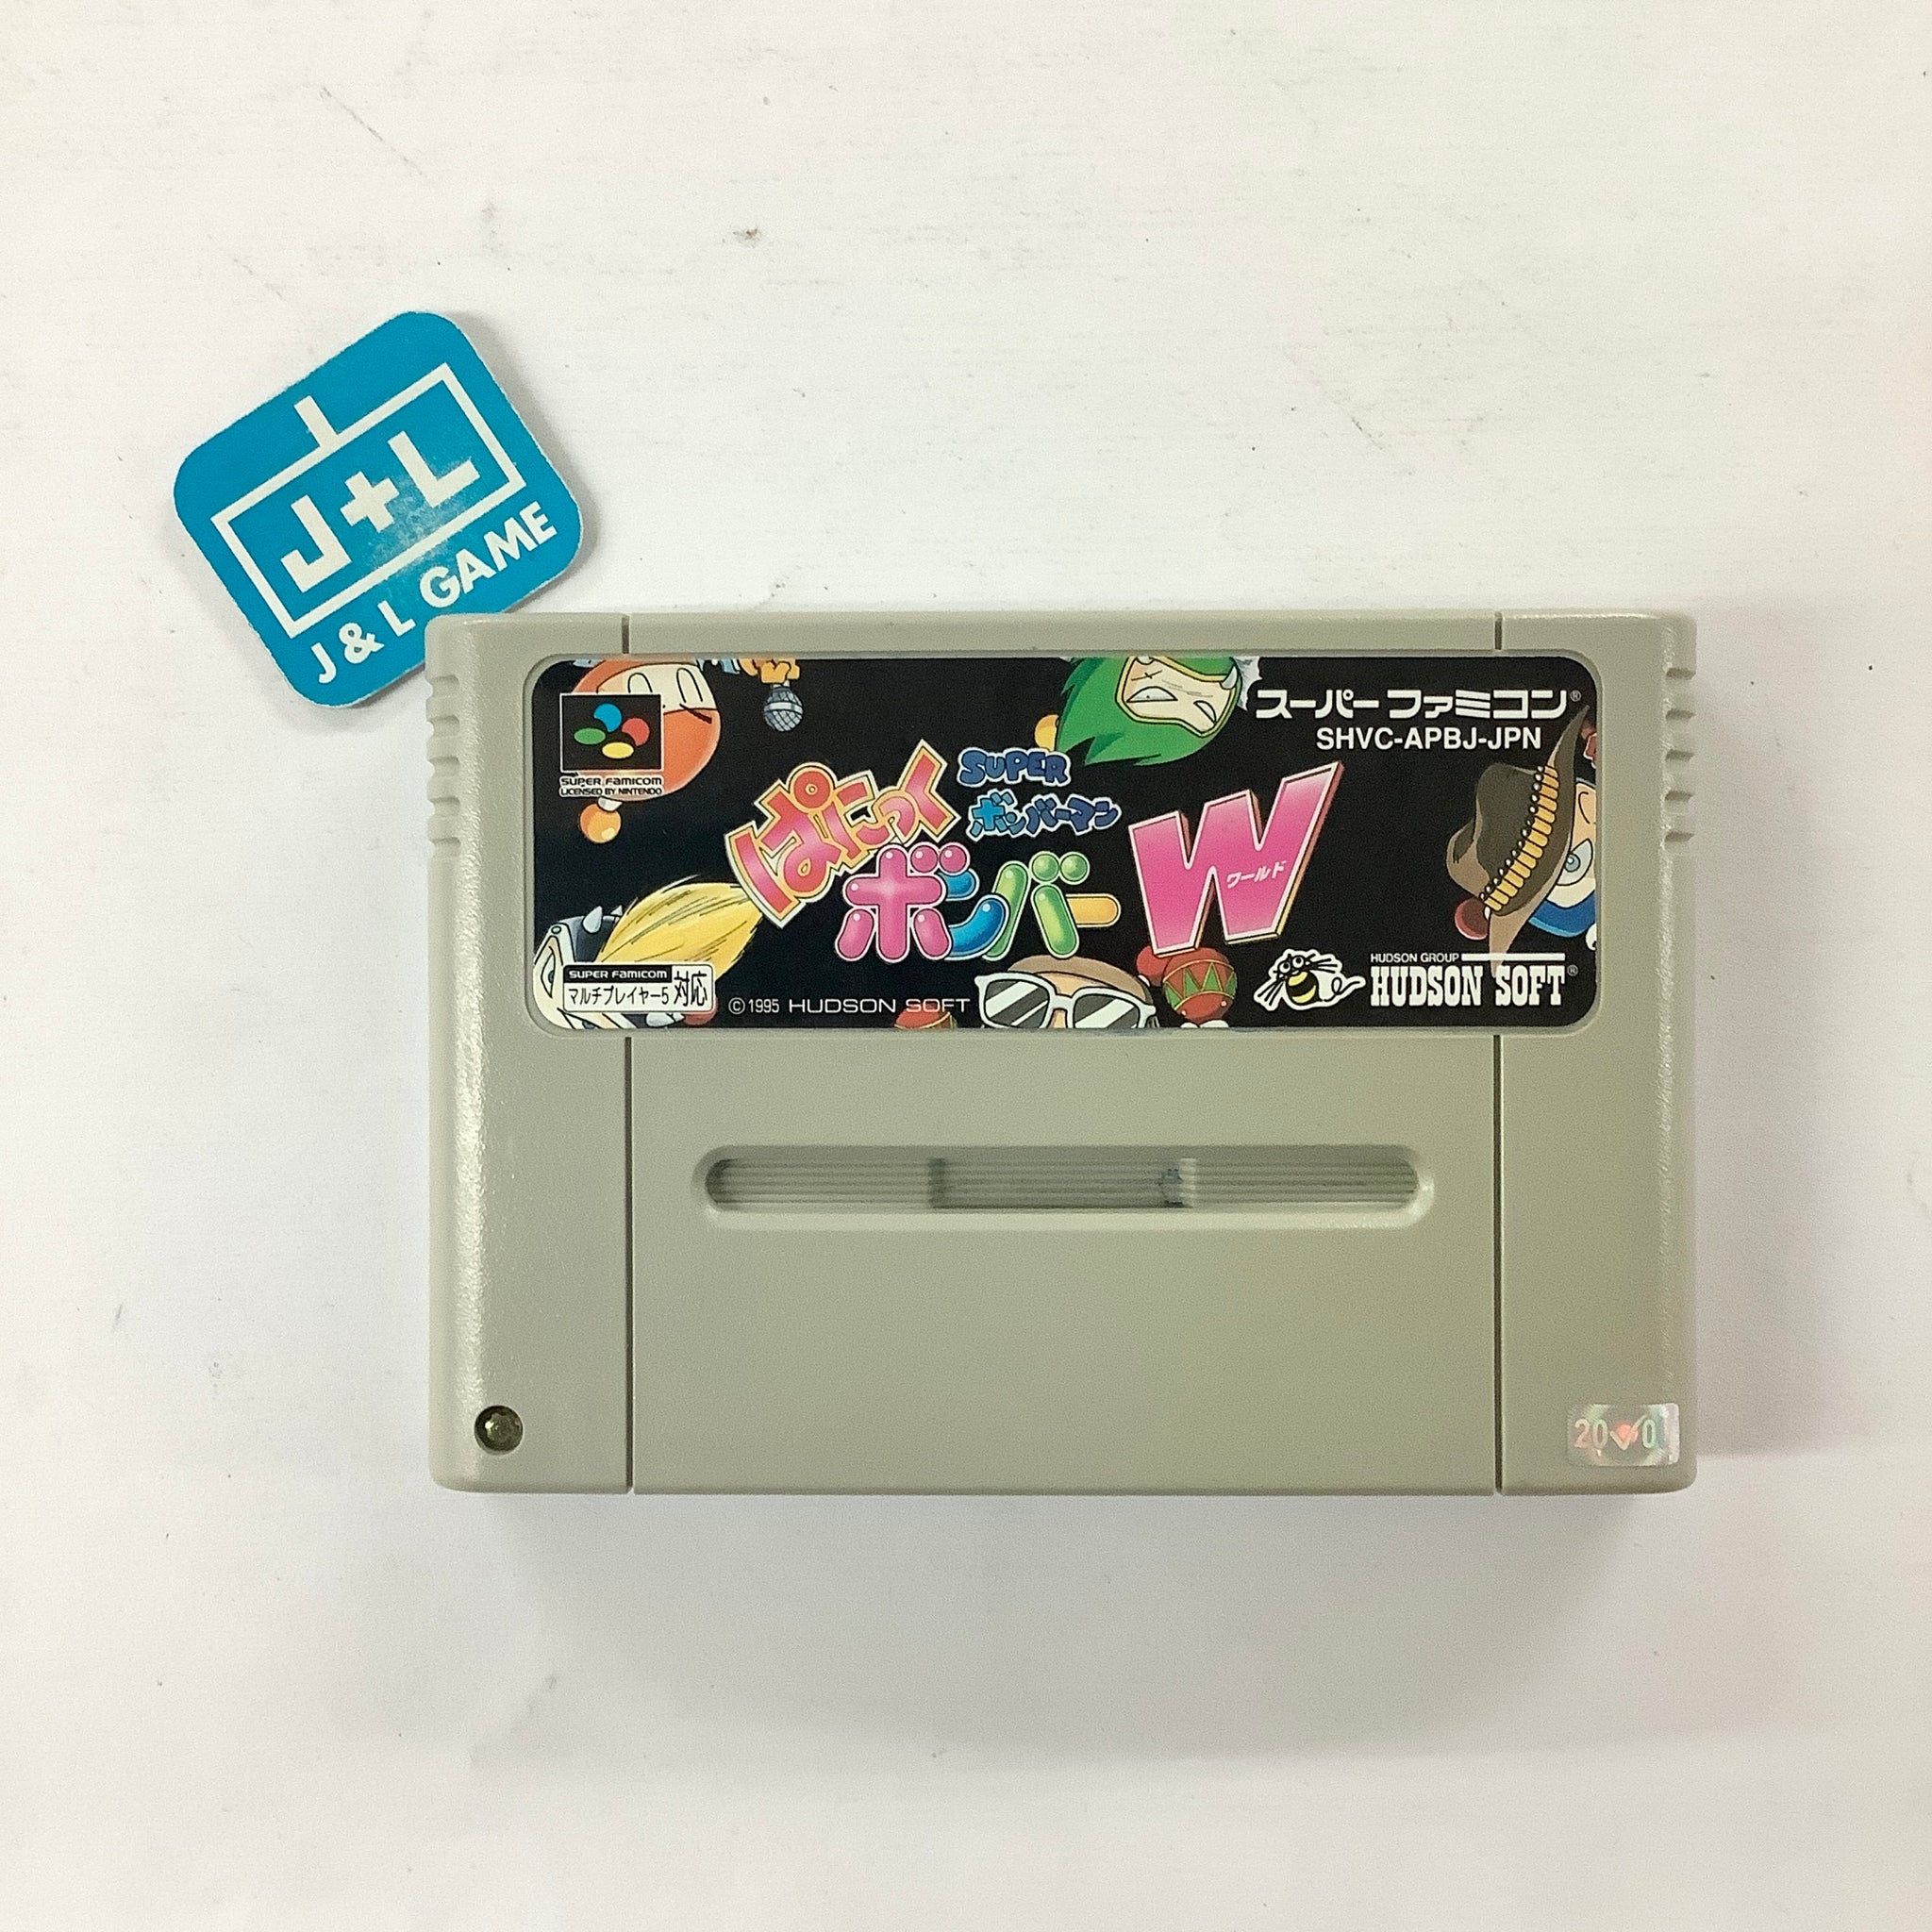 J+L
J & L GAME
SUPER FAMICOM
LICENSED BY NINTENDO
スーパーファミコン®
SHVC-APBJ-JPN
SUPER
ボンバーマン
ぱにっく
ボンバー
W
ワールド
SUPER FAMICOM
マルチプレイヤー5 対応
©1995 HUDSON SOFT
HUDSON GROUP
HUDSON SOFT®